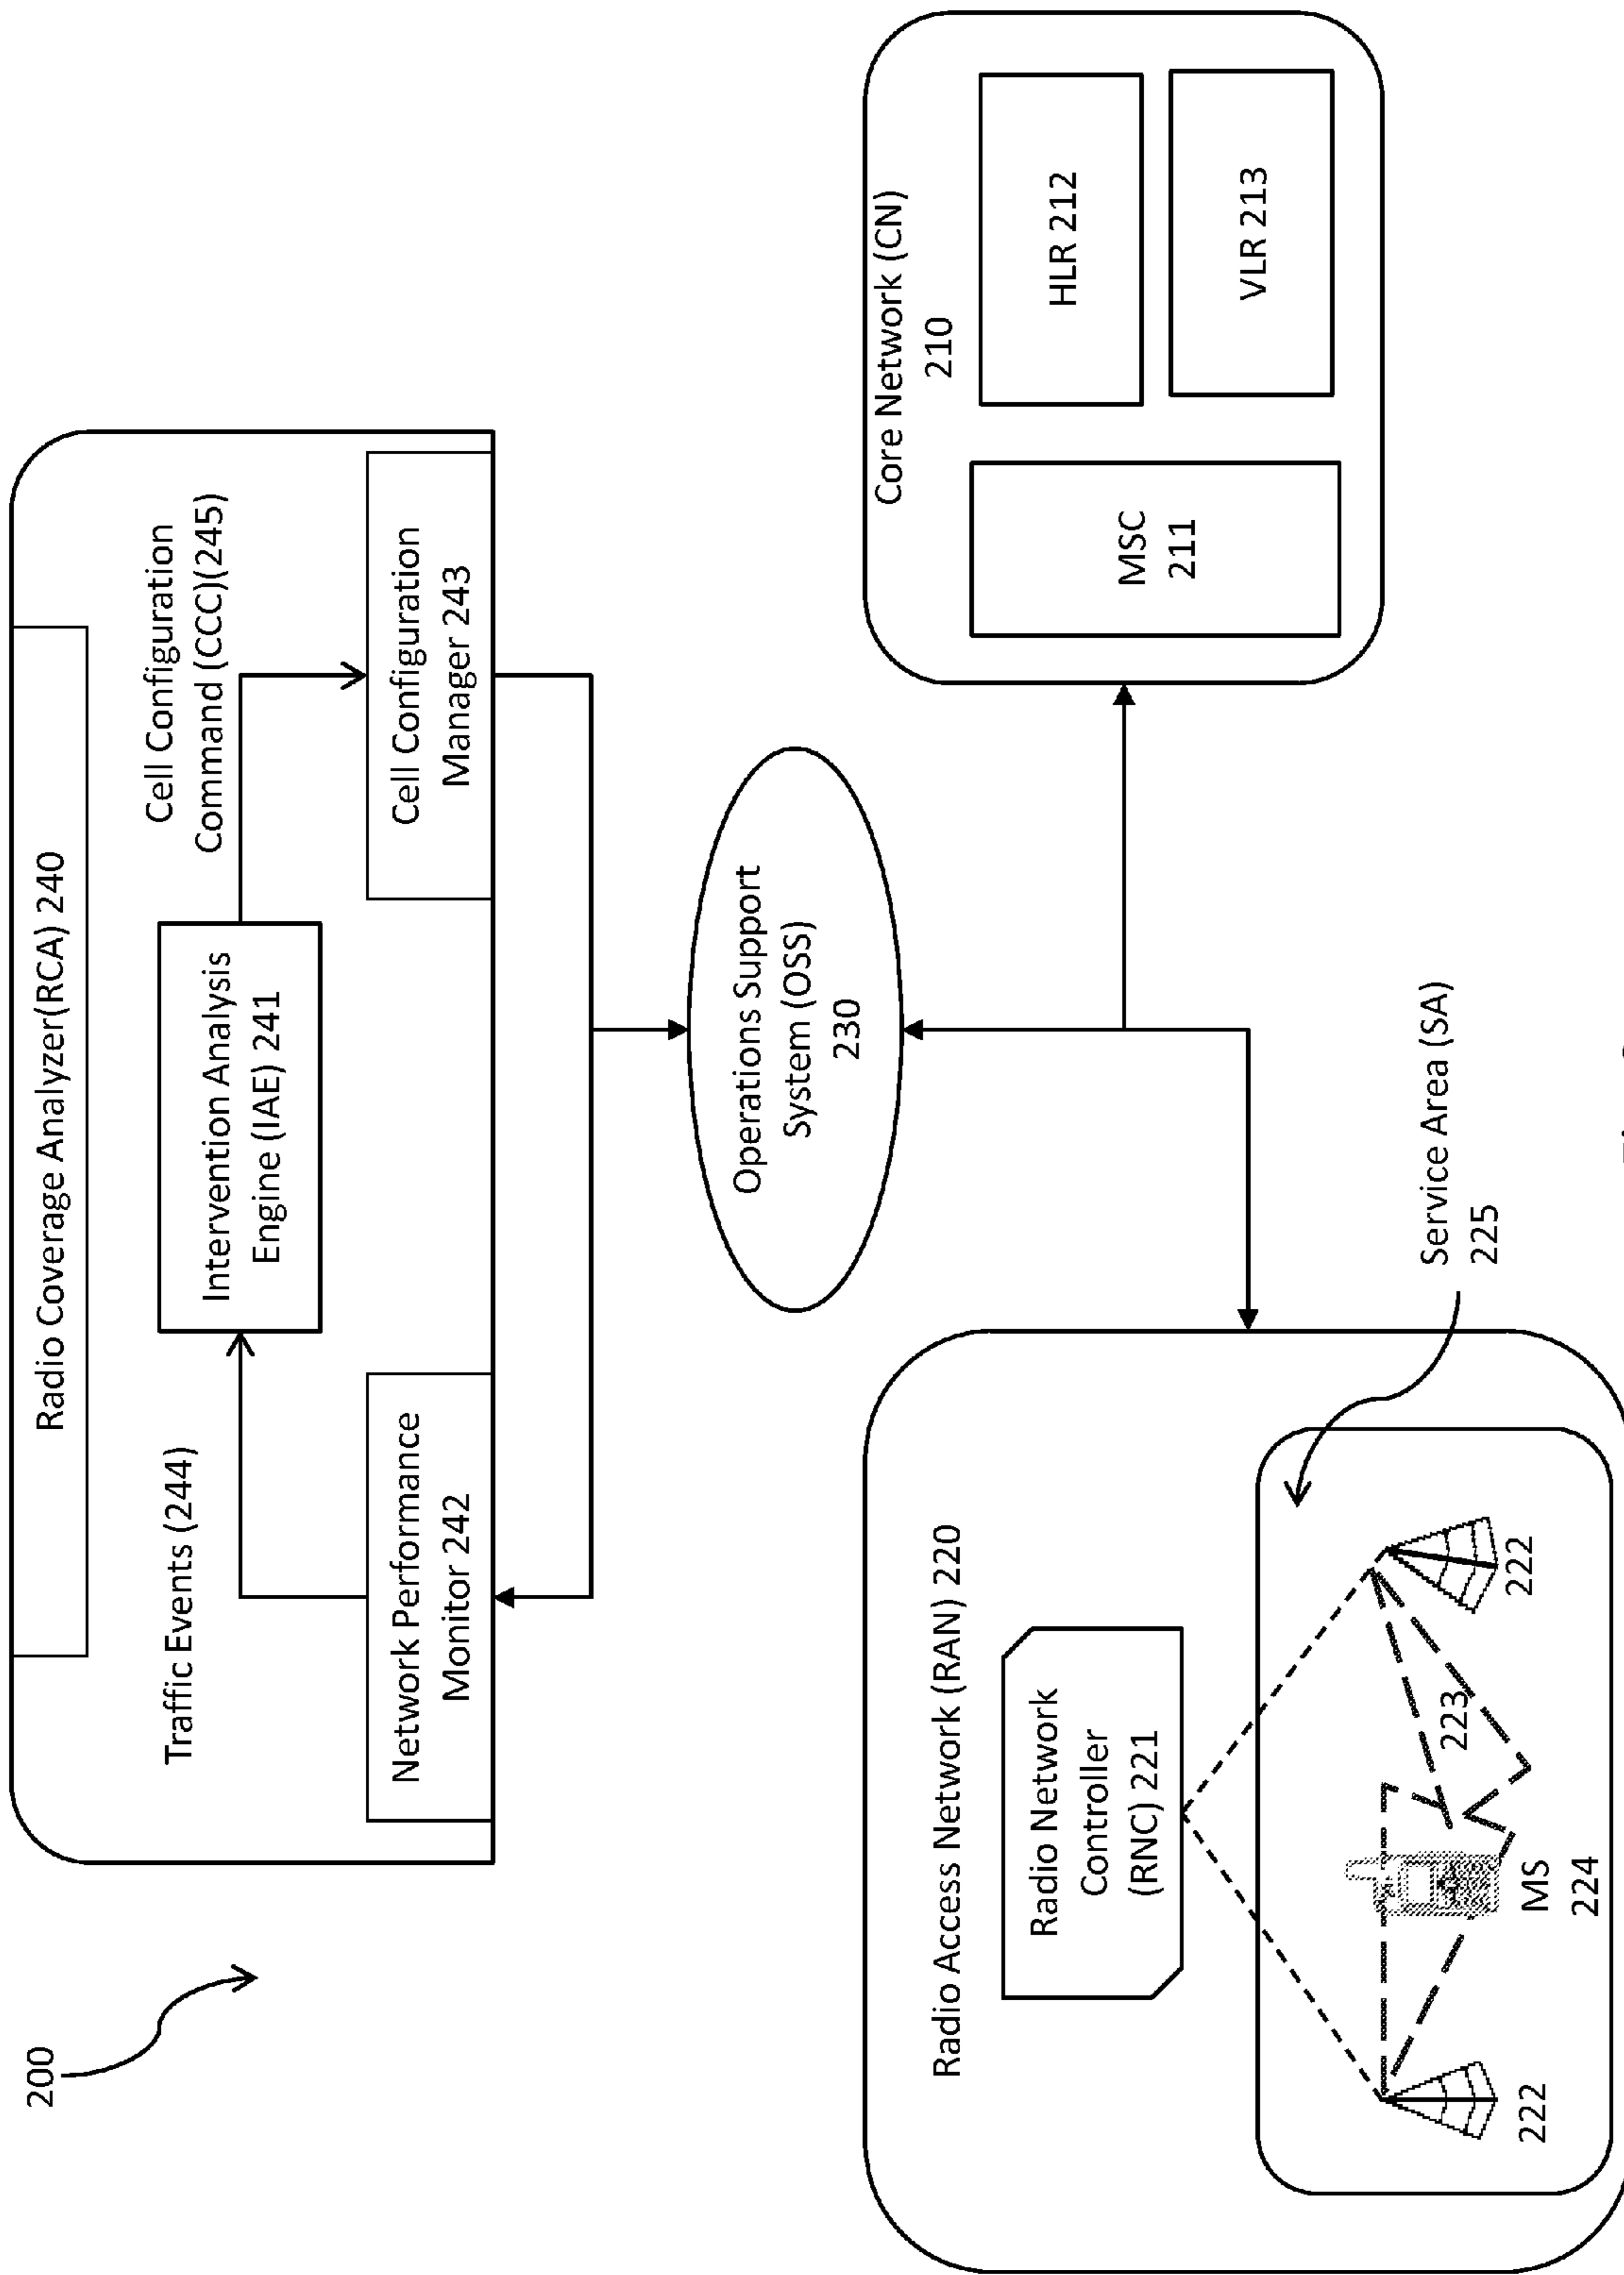 200
Radio Coverage Analyzer(RCA) 240
Traffic Events (244)
Intervention Analysis
Engine (IAE) 241
Cell Configuration
Command (CCC)(245)
Network Performance
Monitor 242
Cell Configuration
Manager 243
Operations Support
System (OSS)
230
Radio Access Network (RAN) 220
Radio Network
Controller
(RNC) 221
223
222
MS
224
222
Service Area (SA)
225
Core Network (CN)
210
MSC
211
HLR 212
VLR 213